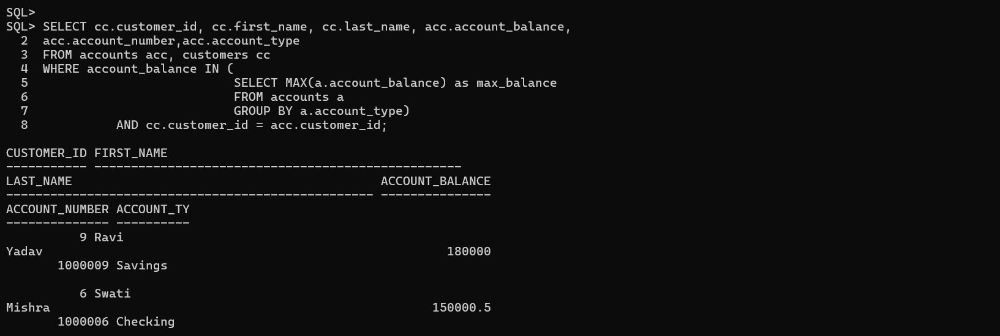 SQL>
SQL> SELECT cc.customer_id, cc.first_name, cc.last_name, acc.account_balance,
  2  acc.account_number,acc.account_type
  3  FROM accounts acc, customers cc
  4  WHERE account_balance IN (
  5                            SELECT MAX(a.account_balance) as max_balance
  6                            FROM accounts a
  7                            GROUP BY a.account_type)
  8            AND cc.customer_id = acc.customer_id;

CUSTOMER_ID FIRST_NAME
----------- --------------------------------------------------
LAST_NAME                                          ACCOUNT_BALANCE
-------------------------------------------------- ---------------
ACCOUNT_NUMBER ACCOUNT_TY
-------------- ----------
          9 Ravi
Yadav                                                       180000
       1000009 Savings

          6 Swati
Mishra                                                    150000.5
       1000006 Checking